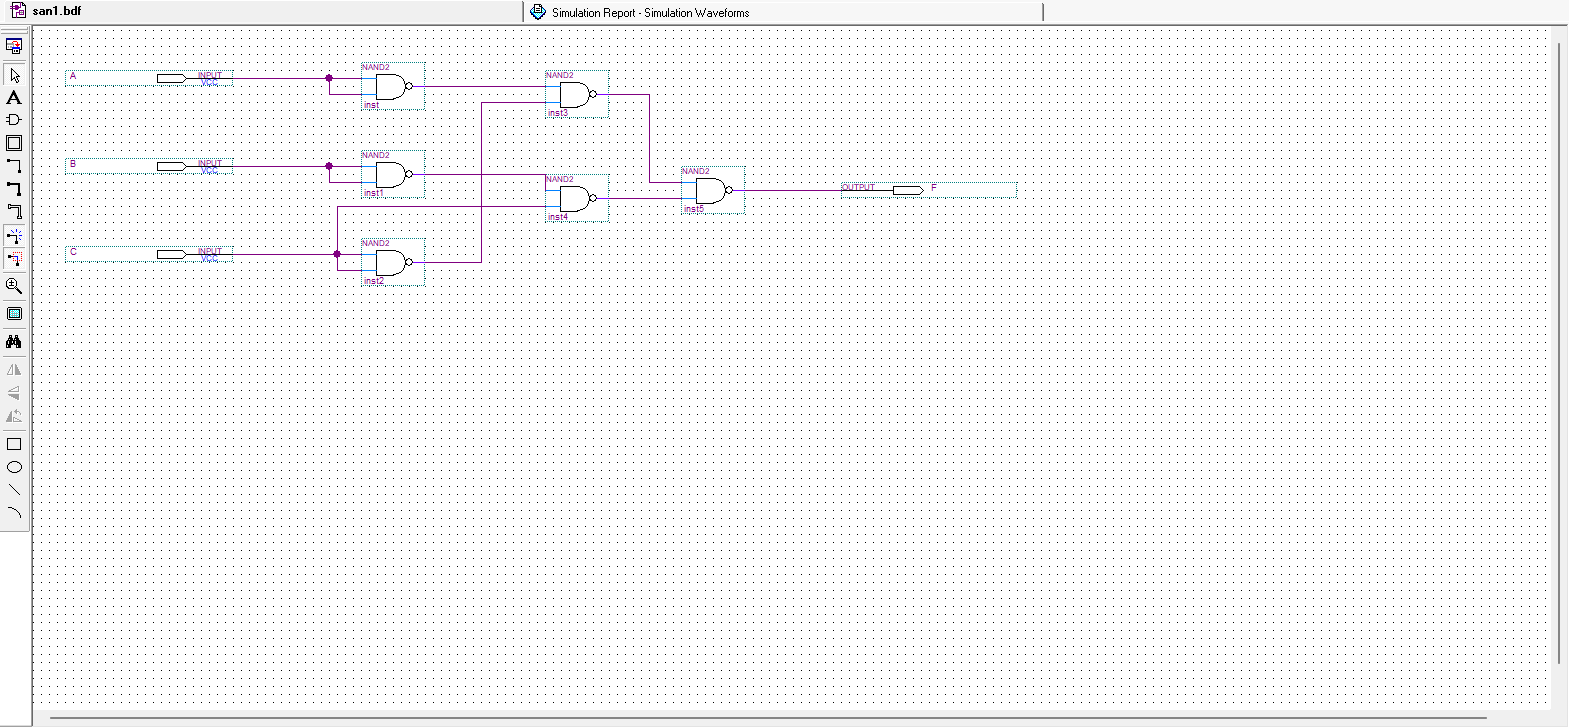 san1.bdf
Simulation Report - Simulation Waveforms
A
INPUT
VCC
NAND2
inst
NAND2
inst3
B
INPUT
VCC
NAND2
inst1
NAND2
inst4
NAND2
inst5
OUTPUT
F
C
INPUT
VCC
NAND2
inst2